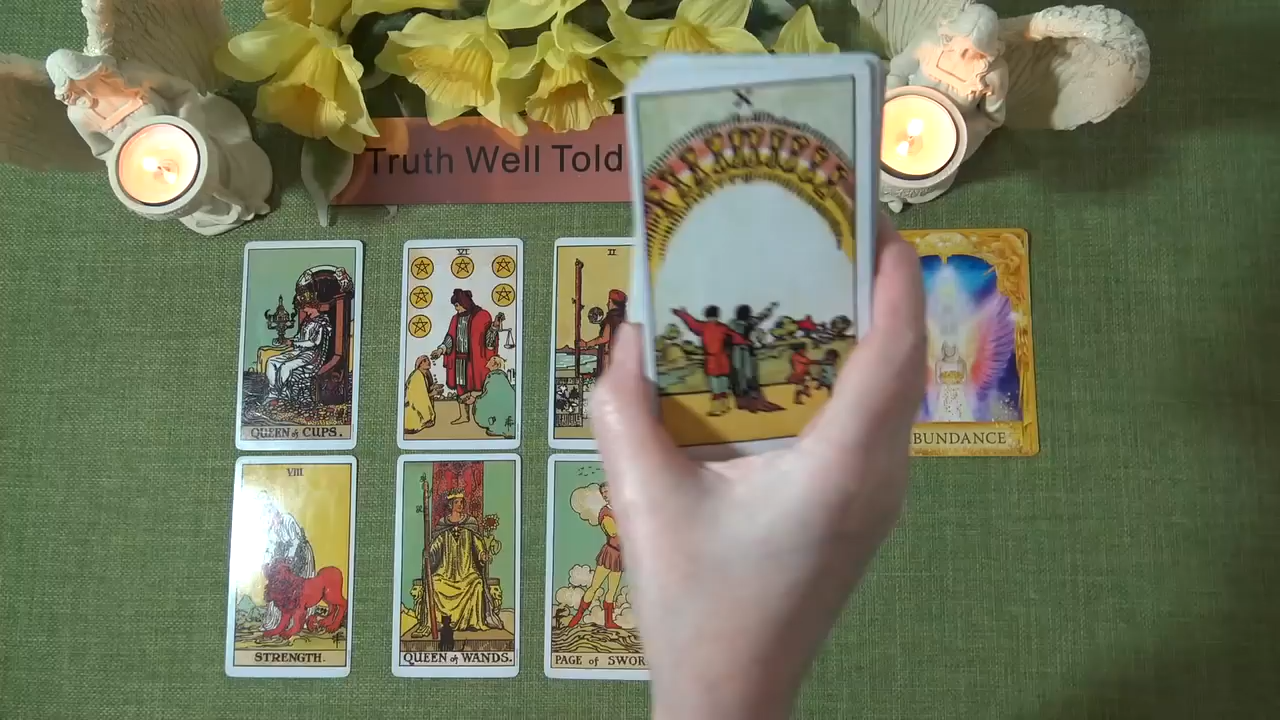 Truth Well Told
X
VI
II
QUEEN of CUPS.
BUNDANCE
VIII
STRENGTH.
QUEEN of WANDS.
PAGE of SWOR